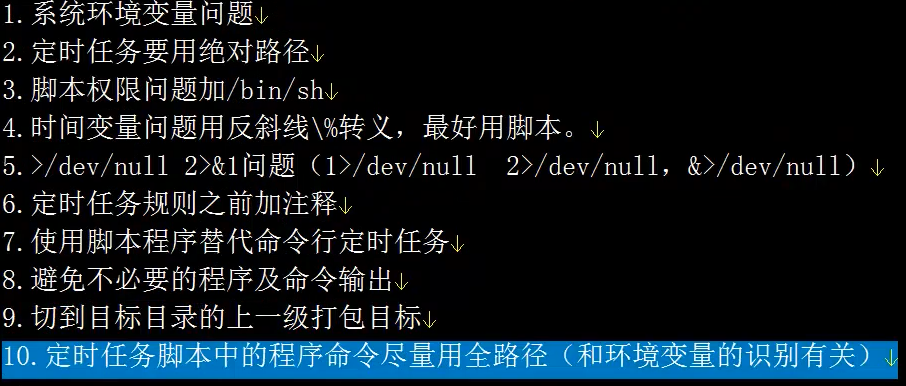 1.系统环境变量问题↓
2.定时任务要用绝对路径↓
3.脚本权限问题加/bin/sh↓
4.时间变量问题用反斜线\%转义，最好用脚本。↓
5.>/dev/null 2>&1问题（1>/dev/null  2>/dev/null，&>/dev/null）↓
6.定时任务规则之前加注释↓
7.使用脚本程序替代命令行定时任务↓
8.避免不必要的程序及命令输出↓
9.切到目标目录的上一级打包目标↓
10.定时任务脚本中的程序命令尽量用全路径（和环境变量的识别有关）↓